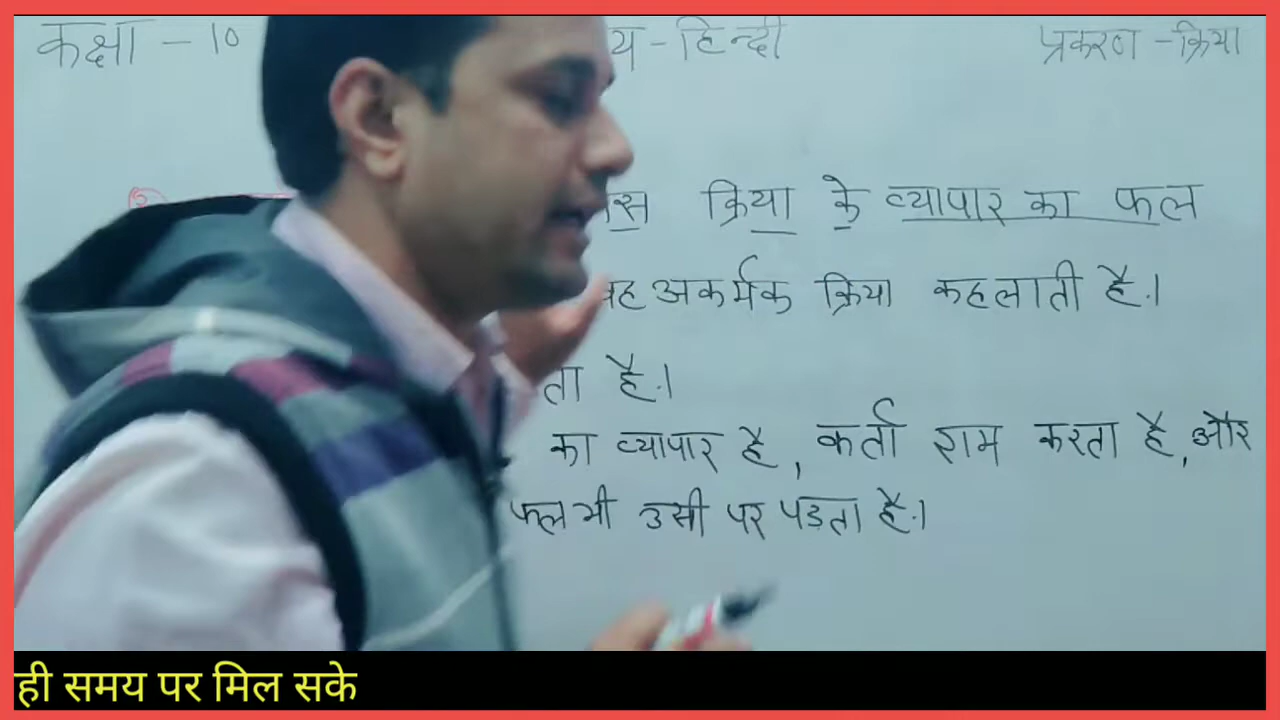 कक्षा - 10 य - हिन्दी प्रकरण - क्रिया
स क्रिया के व्यापार का फल
वह अकर्मक क्रिया कहलाती है।
ता है।
का व्यापार है, कर्ता राम करता है, और
फल भी उसी पर पड़ता है।
ही समय पर मिल सके